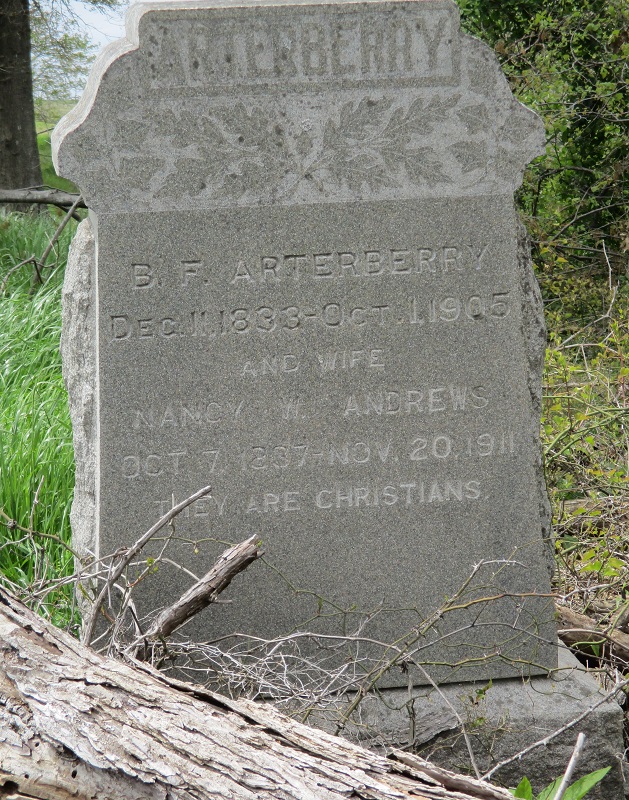 ARTERBERRY
B. F. ARTERBERRY
DEC. 11. 1833-OCT. 1. 1905
AND WIFE
NANCY W. ANDREWS
OCT. 7, 1837-NOV. 20, 1911
THEY ARE CHRISTIANS.